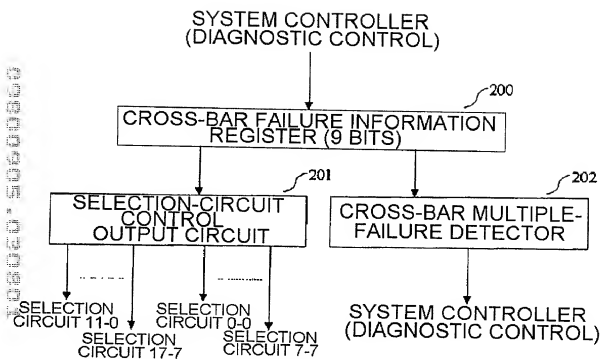 SYSTEM CONTROLLER
(DIAGNOSTIC CONTROL)
200
CROSS-BAR FAILURE INFORMATION
REGISTER (9 BITS)
201
SELECTION-CIRCUIT
CONTROL
OUTPUT CIRCUIT
202
CROSS-BAR MULTIPLE-
FAILURE DETECTOR
SELECTION
CIRCUIT 11-0
SELECTION
CIRCUIT 17-7
SELECTION
CIRCUIT 0-0
SELECTION
CIRCUIT 7-7
SYSTEM CONTROLLER
(DIAGNOSTIC CONTROL)